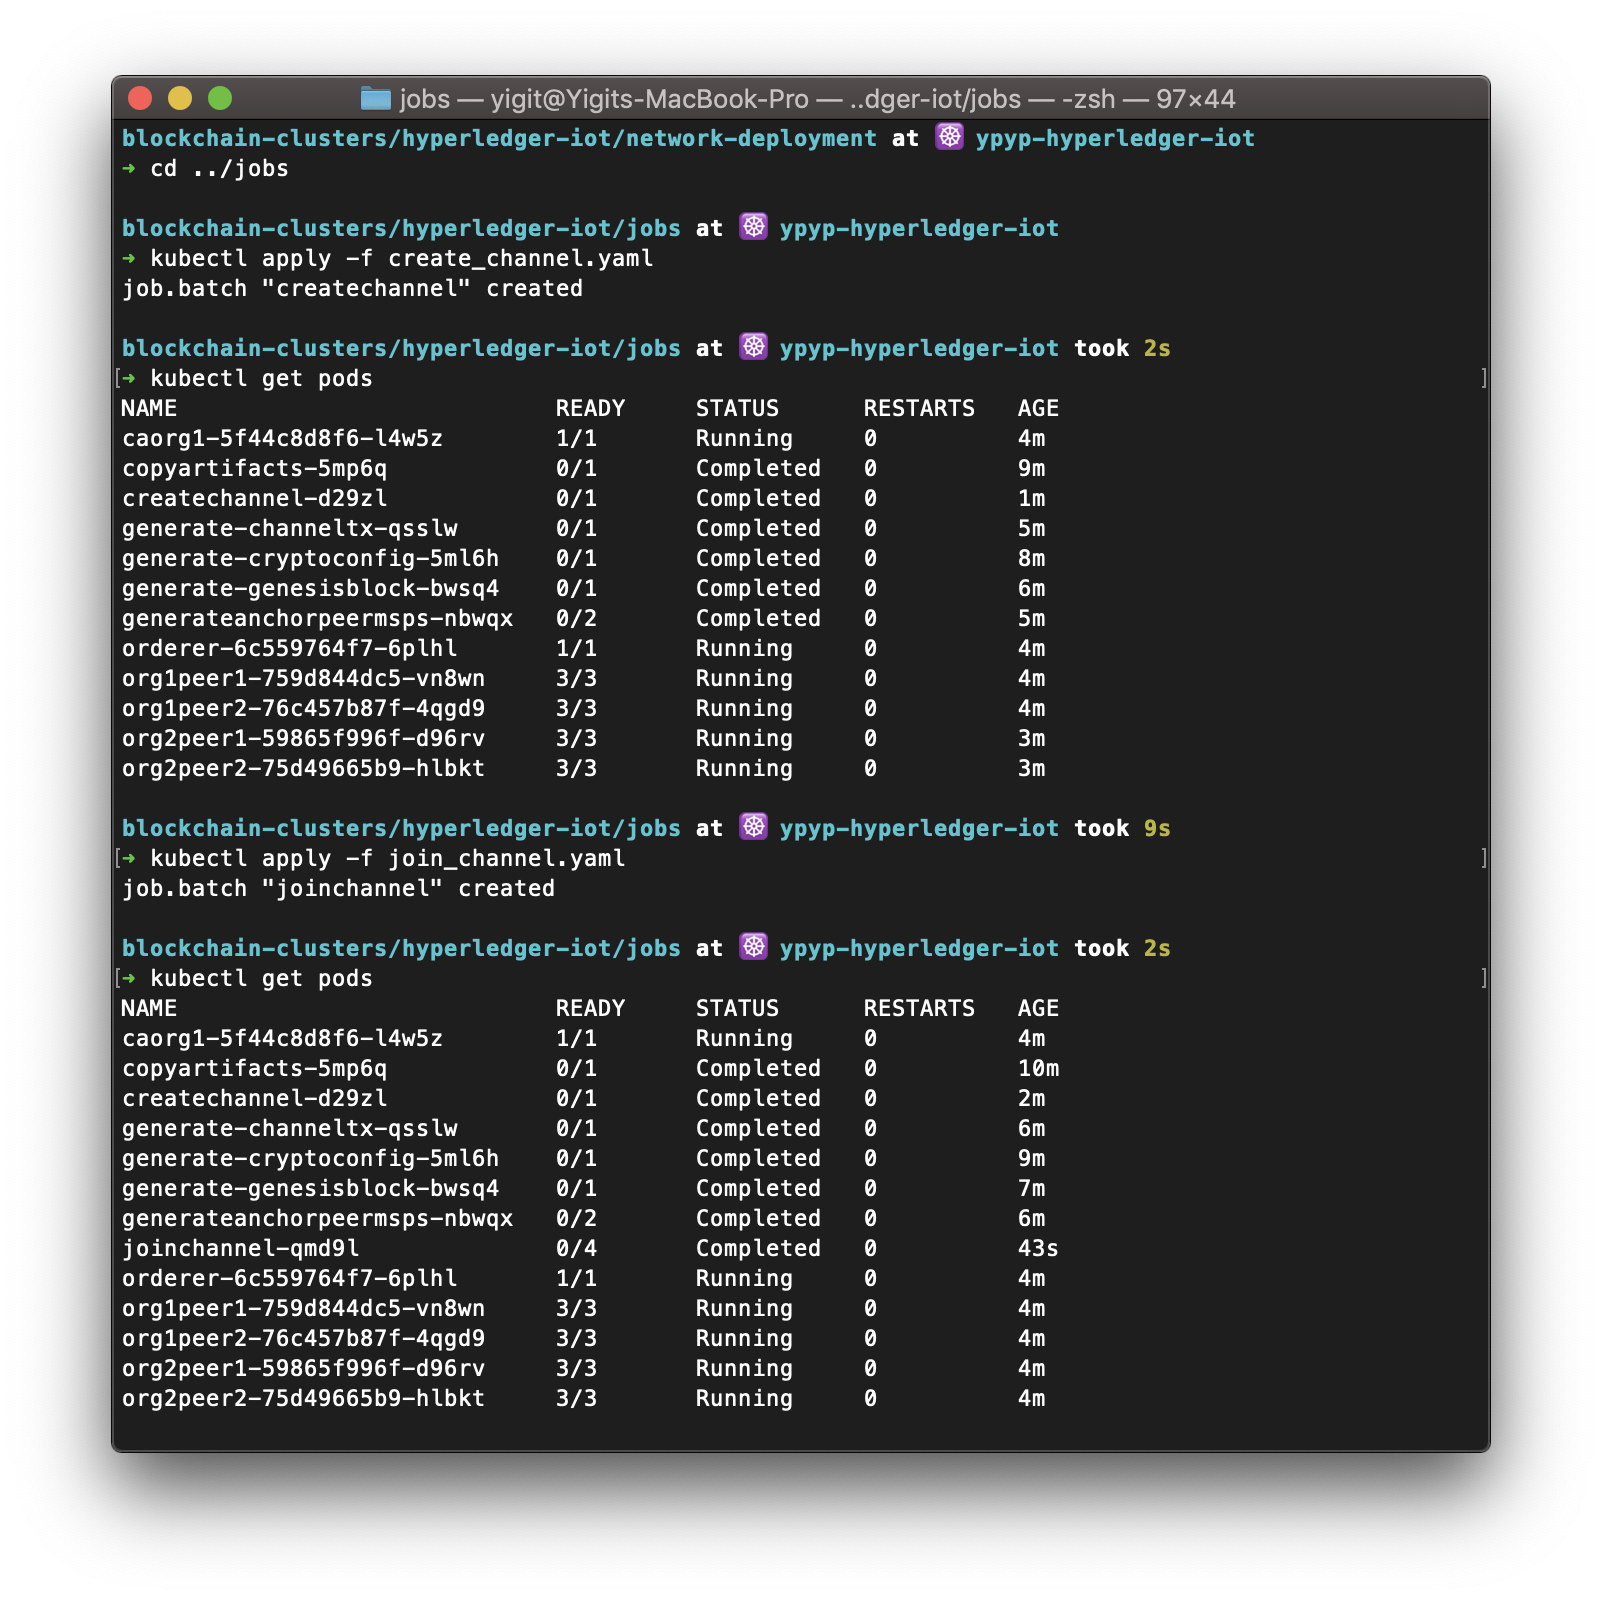 jobs — yigit@Yigits-MacBook-Pro — ..dger-iot/jobs — -zsh — 97×44
blockchain-clusters/hyperledger-iot/network-deployment at ☸ ypyp-hyperledger-iot
➜ cd ../jobs
blockchain-clusters/hyperledger-iot/jobs at ☸ ypyp-hyperledger-iot
➜ kubectl apply -f create_channel.yaml
job.batch "createchannel" created
blockchain-clusters/hyperledger-iot/jobs at ☸ ypyp-hyperledger-iot took 2s
[➜ kubectl get pods ]
NAME READY STATUS RESTARTS AGE
caorg1-5f44c8d8f6-l4w5z 1/1 Running 0 4m
copyartifacts-5mp6q 0/1 Completed 0 9m
createchannel-d29zl 0/1 Completed 0 1m
generate-channeltx-qsslw 0/1 Completed 0 5m
generate-cryptoconfig-5ml6h 0/1 Completed 0 8m
generate-genesisblock-bwsq4 0/1 Completed 0 6m
generateanchorpeermsps-nbwqx 0/2 Completed 0 5m
orderer-6c559764f7-6plhl 1/1 Running 0 4m
org1peer1-759d844dc5-vn8wn 3/3 Running 0 4m
org1peer2-76c457b87f-4qgd9 3/3 Running 0 4m
org2peer1-59865f996f-d96rv 3/3 Running 0 3m
org2peer2-75d49665b9-hlbkt 3/3 Running 0 3m
blockchain-clusters/hyperledger-iot/jobs at ☸ ypyp-hyperledger-iot took 9s
[➜ kubectl apply -f join_channel.yaml ]
job.batch "joinchannel" created
blockchain-clusters/hyperledger-iot/jobs at ☸ ypyp-hyperledger-iot took 2s
[➜ kubectl get pods ]
NAME READY STATUS RESTARTS AGE
caorg1-5f44c8d8f6-l4w5z 1/1 Running 0 4m
copyartifacts-5mp6q 0/1 Completed 0 10m
createchannel-d29zl 0/1 Completed 0 2m
generate-channeltx-qsslw 0/1 Completed 0 6m
generate-cryptoconfig-5ml6h 0/1 Completed 0 9m
generate-genesisblock-bwsq4 0/1 Completed 0 7m
generateanchorpeermsps-nbwqx 0/2 Completed 0 6m
joinchannel-qmd9l 0/4 Completed 0 43s
orderer-6c559764f7-6plhl 1/1 Running 0 4m
org1peer1-759d844dc5-vn8wn 3/3 Running 0 4m
org1peer2-76c457b87f-4qgd9 3/3 Running 0 4m
org2peer1-59865f996f-d96rv 3/3 Running 0 4m
org2peer2-75d49665b9-hlbkt 3/3 Running 0 4m